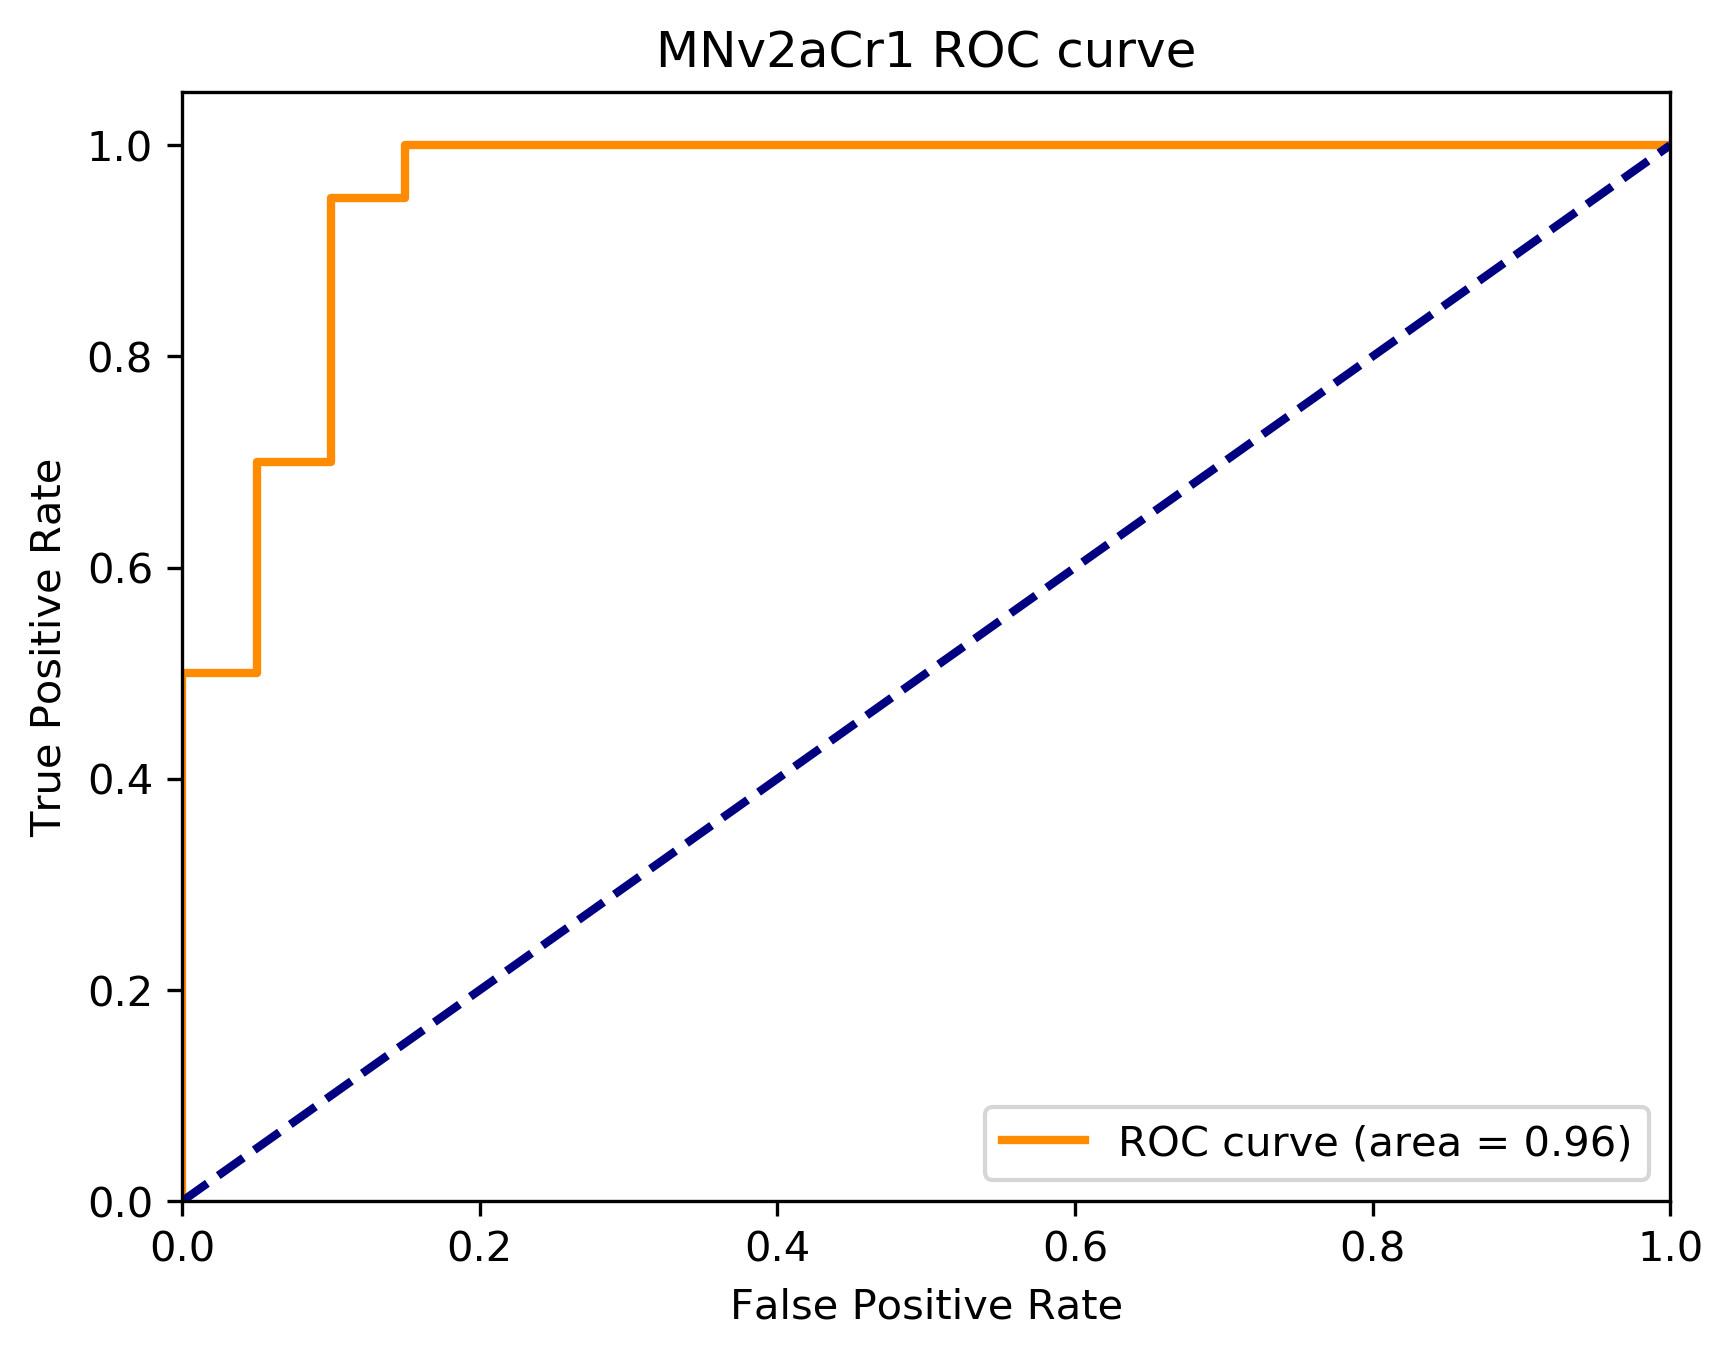 MNv2aCr1 ROC curve
1.0
0.8
0.6
0.4
0.2
0.0
True Positive Rate
ROC curve (area = 0.96)
0.0 0.2 0.4 0.6 0.8 1.0
False Positive Rate